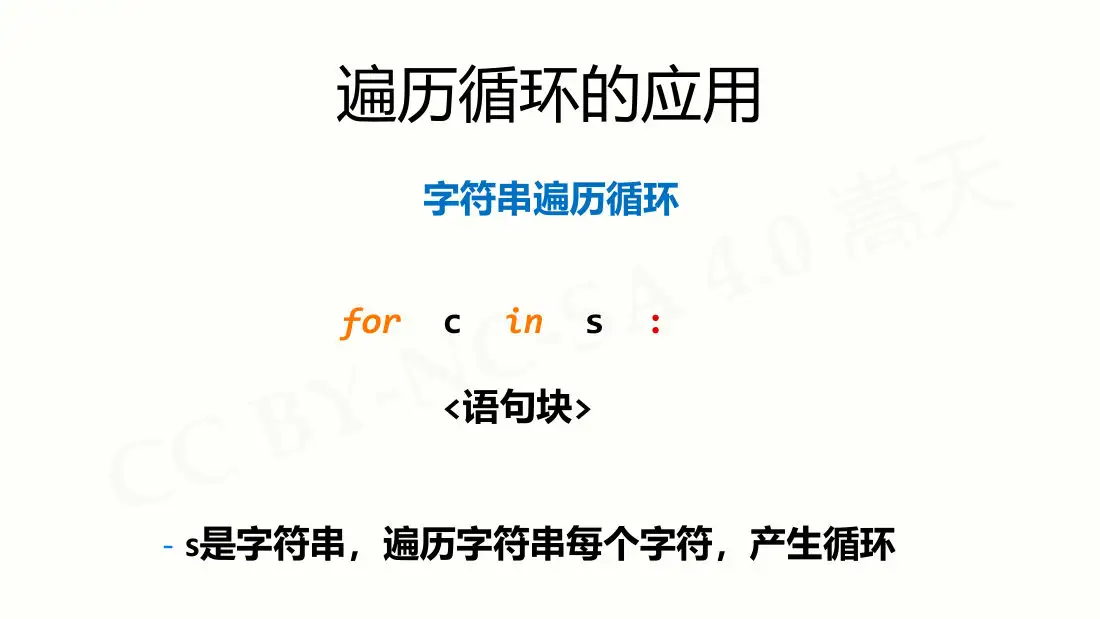 遍历循环的应用
字符串遍历循环
for c in s :
<语句块>
- s是字符串，遍历字符串每个字符，产生循环
CC BY-NC-SA 4.0 嵩天